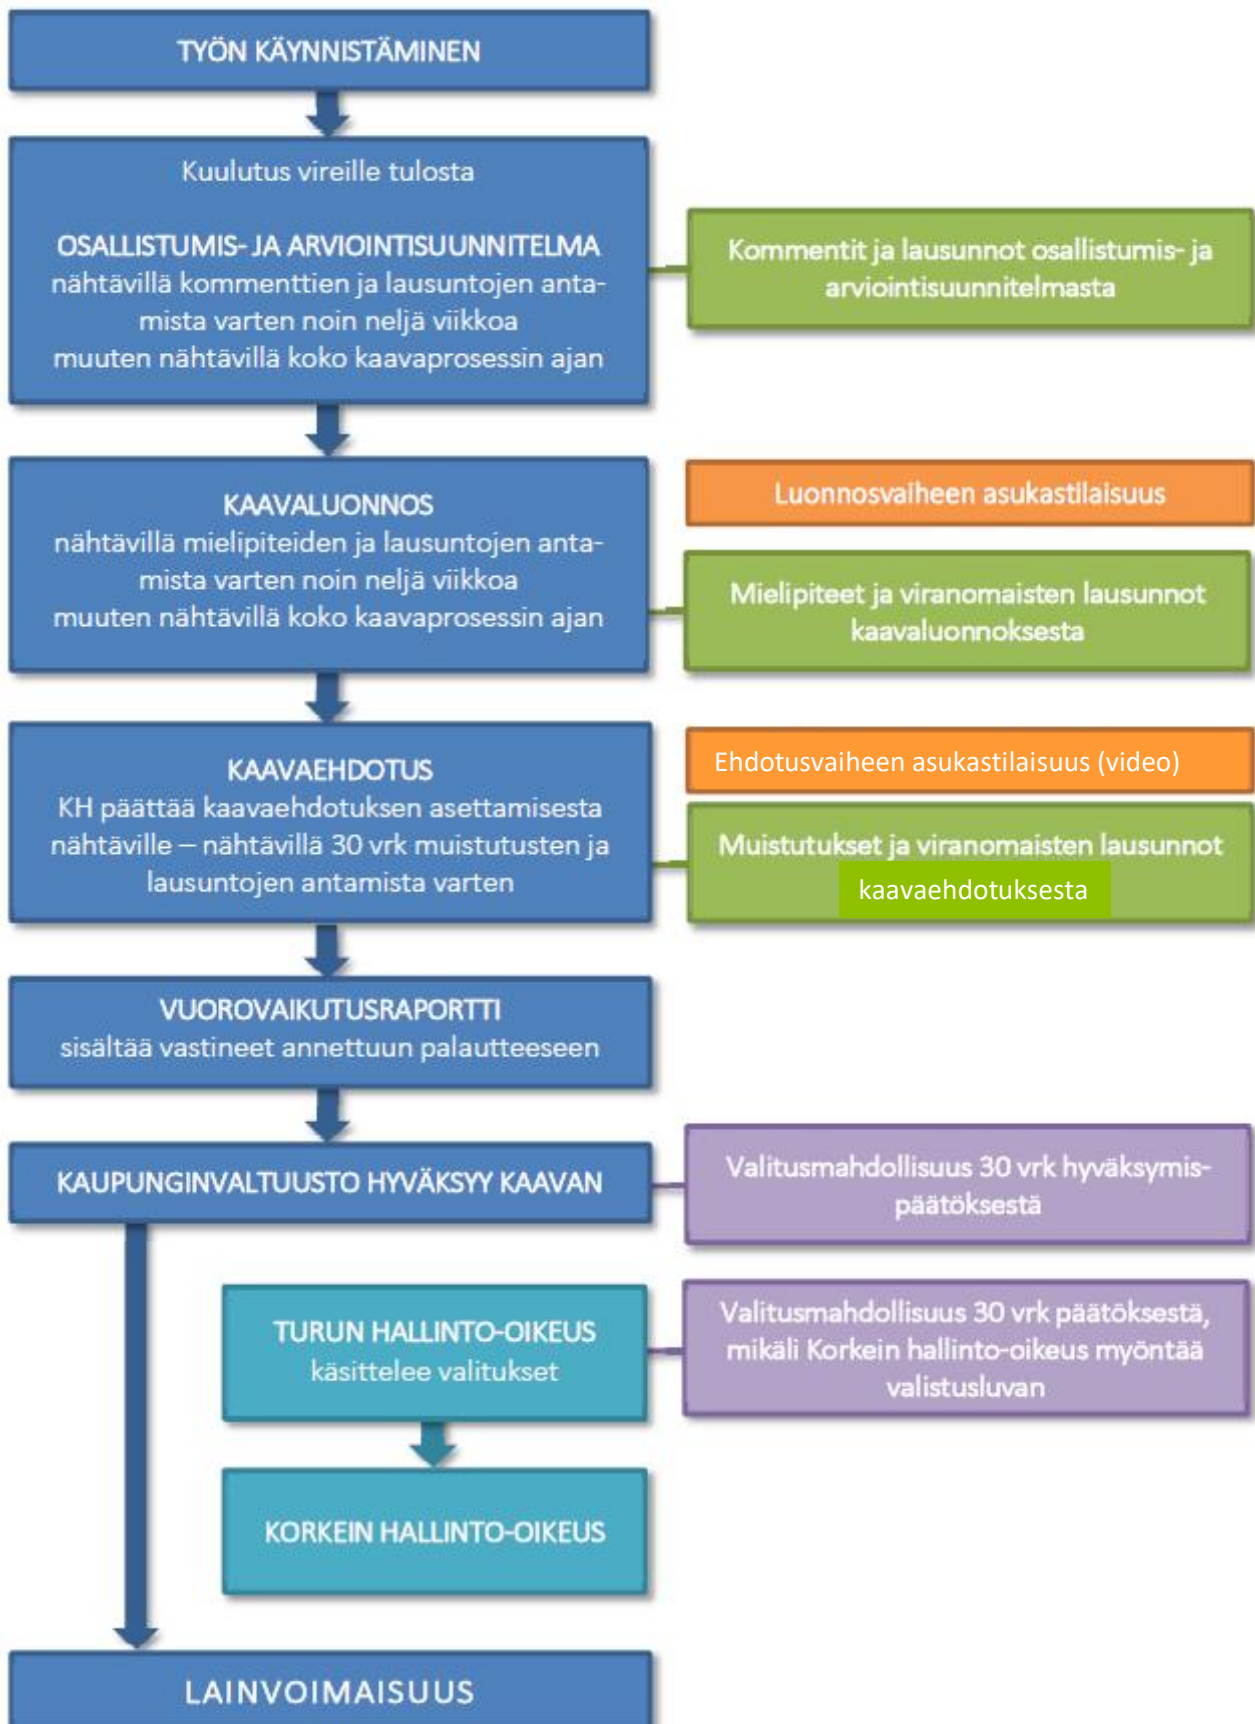 TYÖN KÄYNNISTÄMINEN
Kuulutus vireille tulosta
OSALLISTUMIS- JA ARVIOINTISUUNNITELMA
nähtävillä kommenttien ja lausuntojen anta-
mista varten noin neljä viikkoa
muuten nähtävillä koko kaavaprosessin ajan
Kommentit ja lausunnot osallistumis- ja
arviointisuunnitelmasta
KAAVALUONNOS
nähtävillä mielipiteiden ja lausuntojen anta-
mista varten noin neljä viikkoa
muuten nähtävillä koko kaavaprosessin ajan
Luonnosvaiheen asukastilaisuus
Mielipiteet ja viranomaisten lausunnot
kaavaluonnoksesta
KAAVAEHDOTUS
KH päättää kaavaehdotuksen asettamisesta
nähtäville – nähtävillä 30 vrk muistutusten ja
lausuntojen antamista varten
Ehdotusvaiheen asukastilaisuus (video)
Muistutukset ja viranomaisten lausunnot
kaavaehdotuksesta
VUOROVAIKUTUSRAPORTTI
sisältää vastineet annettuun palautteeseen
KAUPUNGINVALTUUSTO HYVÄKSYY KAAVAN
Valitusmahdollisuus 30 vrk hyväksymis-
päätöksestä
TURUN HALLINTO-OIKEUS
käsittelee valitukset
Valitusmahdollisuus 30 vrk päätöksestä,
mikäli Korkein hallinto-oikeus myöntää
valistusluvan
KORKEIN HALLINTO-OIKEUS
LAINVOIMAISUUS